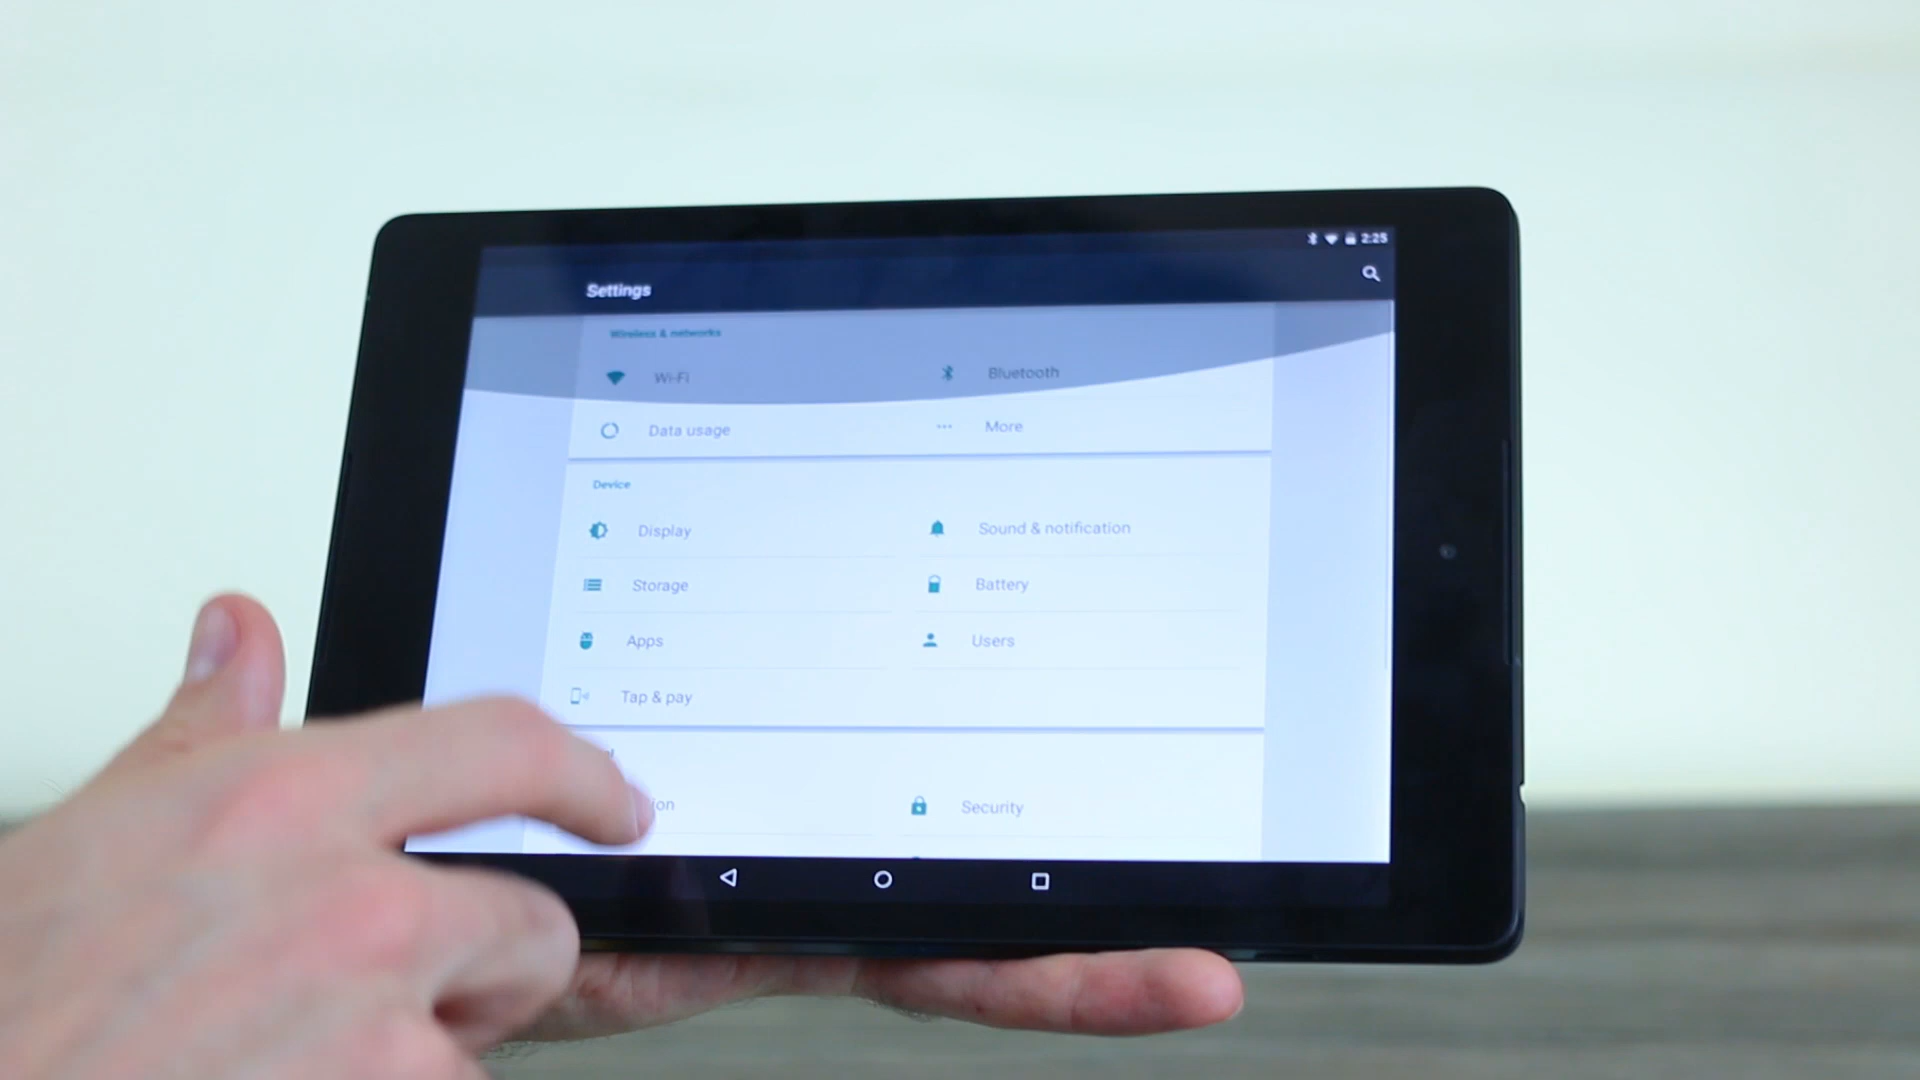 2:25
Settings
Wireless & networks
Wi-Fi
Bluetooth
Data usage
More
Device
Display
Sound & notification
Storage
Battery
Apps
Users
Tap & pay
Security